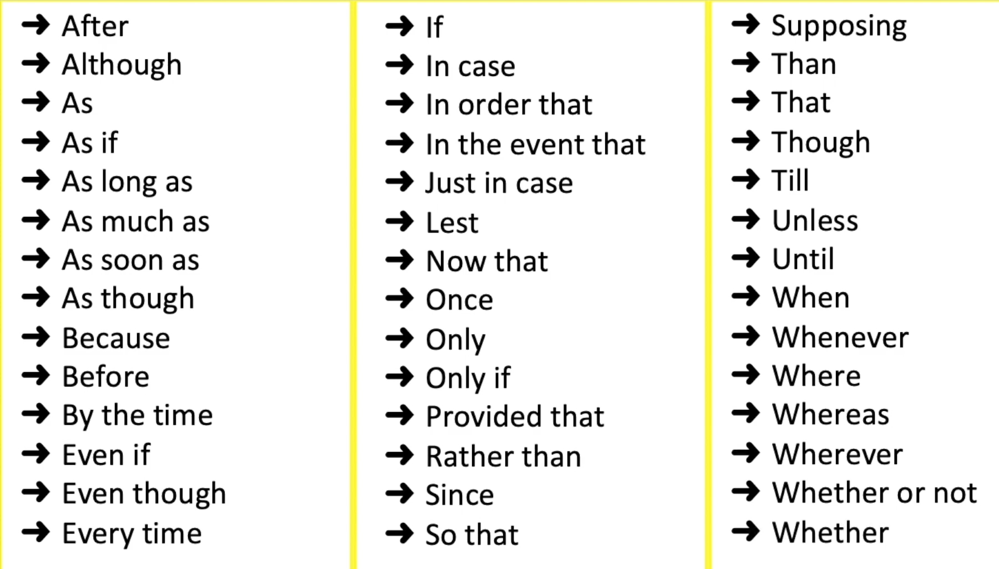 ➔ After
➔ Although
➔ As
➔ As if
➔ As long as
➔ As much as
➔ As soon as
➔ As though
➔ Because
➔ Before
➔ By the time
➔ Even if
➔ Even though
➔ Every time
➔ If
➔ In case
➔ In order that
➔ In the event that
➔ Just in case
➔ Lest
➔ Now that
➔ Once
➔ Only
➔ Only if
➔ Provided that
➔ Rather than
➔ Since
➔ So that
➔ Supposing
➔ Than
➔ That
➔ Though
➔ Till
➔ Unless
➔ Until
➔ When
➔ Whenever
➔ Where
➔ Whereas
➔ Wherever
➔ Whether or not
➔ Whether